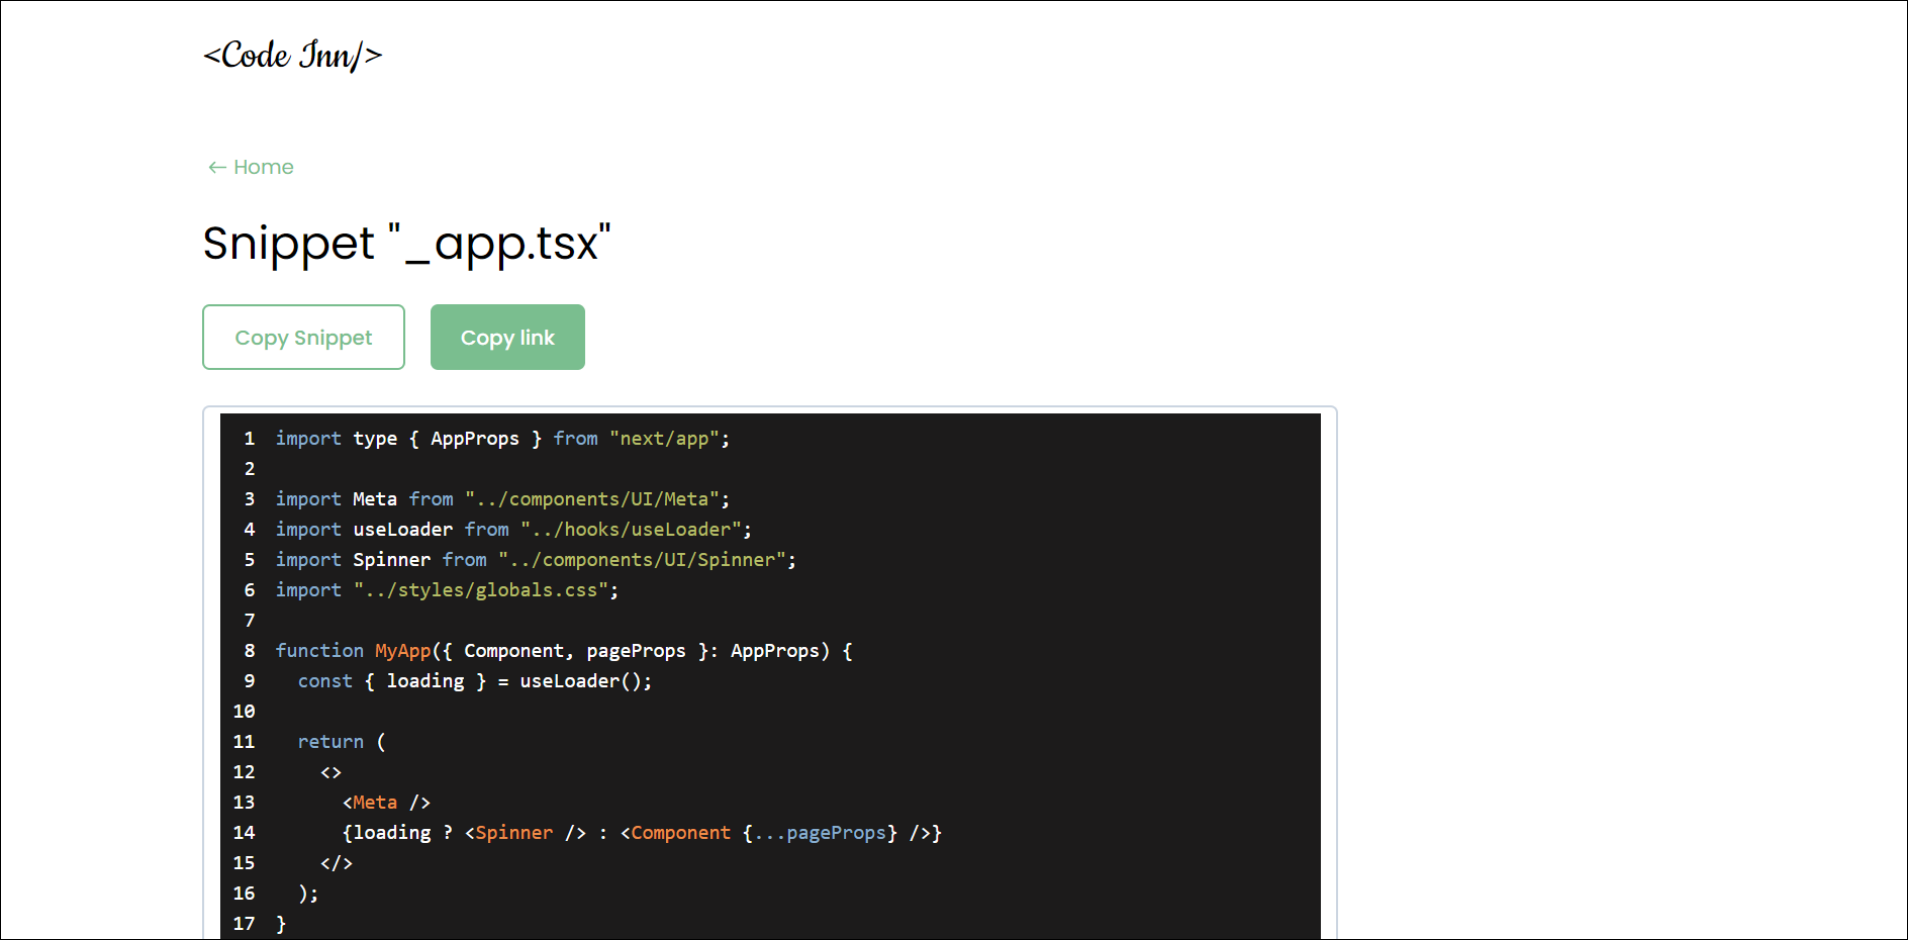 <Code Inn/>
← Home
Snippet "_app.tsx"
Copy Snippet
Copy link
1 import type { AppProps } from "next/app";
2
3 import Meta from "../components/UI/Meta";
4 import useLoader from "../hooks/useLoader";
5 import Spinner from "../components/UI/Spinner";
6 import "../styles/globals.css";
7
8 function MyApp({ Component, pageProps }: AppProps) {
9   const { loading } = useLoader();
10
11   return (
12     <>
13       <Meta />
14       {loading ? <Spinner /> : <Component {...pageProps} />}
15     </>
16   );
17 }